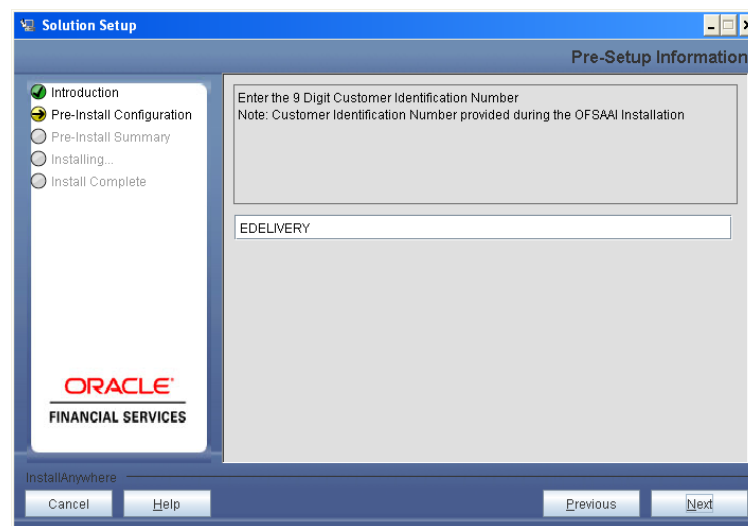 Solution Setup
Pre-Setup Information
Introduction
Pre-Install Configuration
Pre-Install Summary
Installing...
Install Complete
Enter the 9 Digit Customer Identification Number
Note: Customer Identification Number provided during the OFSAAI Installation
EDELIVERY
ORACLE
FINANCIAL SERVICES
InstallAnywhere
Cancel
Help
Previous
Next